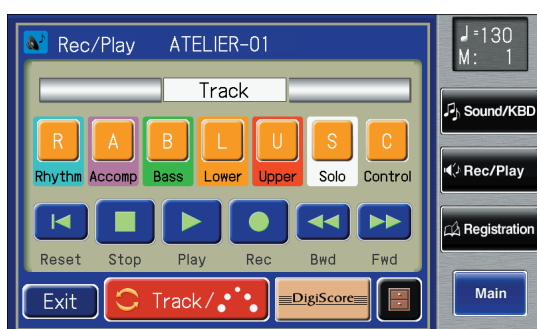 Rec/Play ATELIER-01
♩=130
M: 1
Track
R A B L U S C
Rhythm Accomp Bass Lower Upper Solo Control
Reset Stop Play Rec Bwd Fwd
Exit Track/ DigiScore
Sound/KBD
Rec/Play
Registration
Main